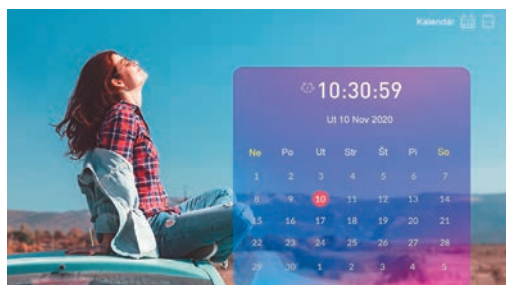 Kalendár
10:30:59
Ut 10 Nov 2020
Ne Po Ut Str Št Pi So
1 2 3 4 5 6 7
8 9 10 11 12 13 14
15 16 17 18 19 20 21
22 23 24 25 26 27 28
29 30 1 2 3 4 5